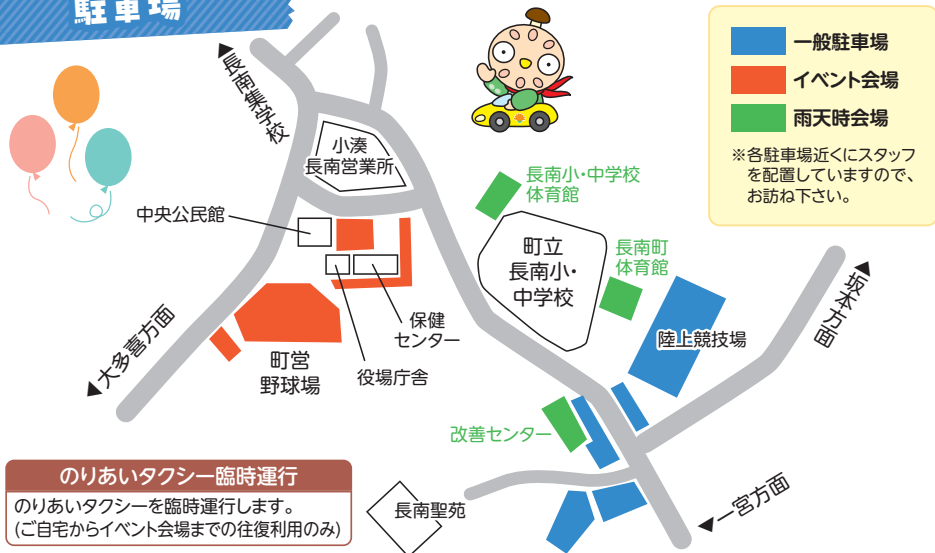 駐車場
一般駐車場
イベント会場
雨天時会場
※各駐車場近くにスタッフ
を配置していますので、
お訪ね下さい。
▲長南集学校
小湊
長南営業所
中央公民館
長南小・中学校
体育館
町立
長南小・
中学校
長南町
体育館
◀坂本方面
陸上競技場
保健
センター
役場庁舎
町営
野球場
◀大多喜方面
改善センター
のりあいタクシー臨時運行
のりあいタクシーを臨時運行します。
(ご自宅からイベント会場までの往復利用のみ)
長南聖苑
◀一宮方面